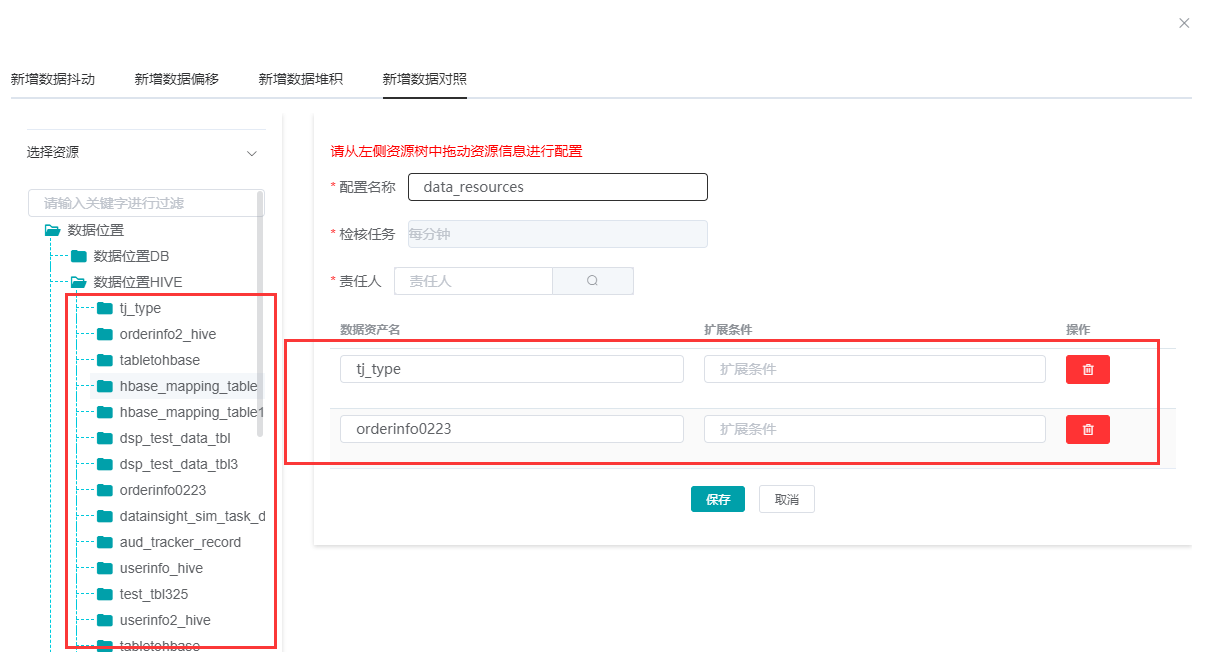 新增数据抖动 新增数据偏移 新增数据堆积 新增数据对照
选择资源
请输入关键字进行过滤
数据位置
数据位置DB
数据位置HIVE
tj_type
orderinfo2_hive
tabletohbase
hbase_mapping_table
hbase_mapping_table1
dsp_test_data_tbl
dsp_test_data_tbl3
orderinfo0223
datainsight_sim_task_d
aud_tracker_record
userinfo_hive
test_tbl325
userinfo2_hive
tabletohbase
请从左侧资源树中拖动资源信息进行配置
* 配置名称 data_resources
* 检核任务 每分钟
* 责任人 责任人
数据资产名 扩展条件 操作
tj_type 扩展条件
orderinfo0223 扩展条件
保存 取消